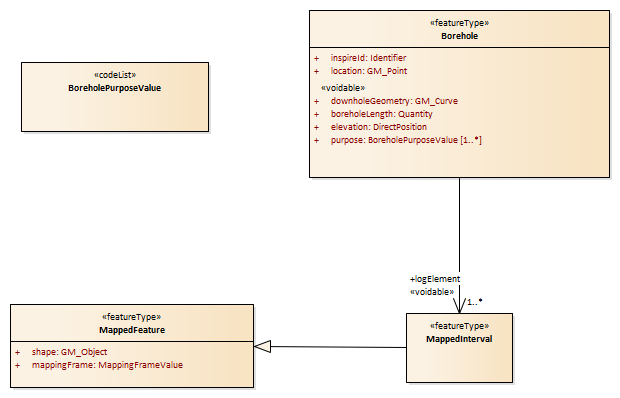 «featureType»
Borehole
+ inspireId: Identifier
+ location: GM_Point
«voidable»
+ downholeGeometry: GM_Curve
+ boreholeLength: Quantity
+ elevation: DirectPosition
+ purpose: BoreholePurposeValue [1..*]
«codeList»
BoreholePurposeValue
+logElement
«voidable»
1..*
«featureType»
MappedFeature
+ shape: GM_Object
+ mappingFrame: MappingFrameValue
«featureType»
MappedInterval